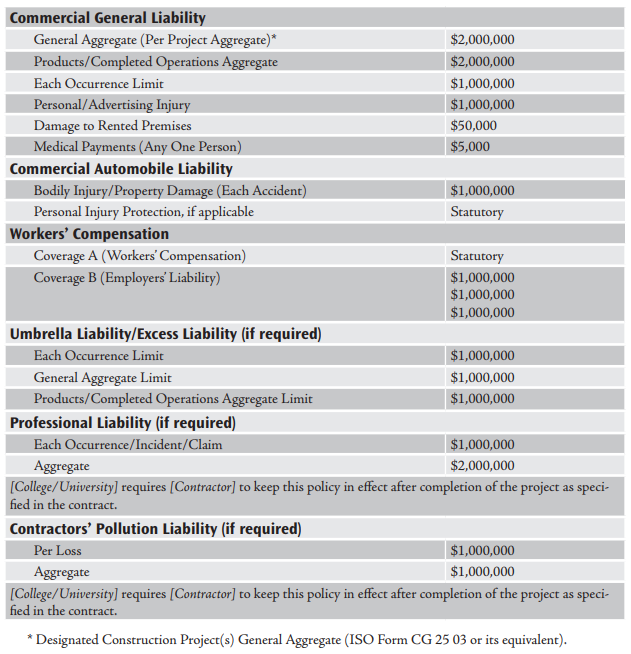 Commercial General Liability
General Aggregate (Per Project Aggregate)* $2,000,000
Products/Completed Operations Aggregate $2,000,000
Each Occurrence Limit $1,000,000
Personal/Advertising Injury $1,000,000
Damage to Rented Premises $50,000
Medical Payments (Any One Person) $5,000
Commercial Automobile Liability
Bodily Injury/Property Damage (Each Accident) $1,000,000
Personal Injury Protection, if applicable Statutory
Workers' Compensation
Coverage A (Workers' Compensation) Statutory
Coverage B (Employers' Liability) $1,000,000
$1,000,000
$1,000,000
Umbrella Liability/Excess Liability (if required)
Each Occurrence Limit $1,000,000
General Aggregate Limit $1,000,000
Products/Completed Operations Aggregate Limit $1,000,000
Professional Liability (if required)
Each Occurrence/Incident/Claim $1,000,000
Aggregate $2,000,000
[College/University] requires [Contractor] to keep this policy in effect after completion of the project as speci-
fied in the contract.
Contractors' Pollution Liability (if required)
Per Loss $1,000,000
Aggregate $1,000,000
[College/University] requires [Contractor] to keep this policy in effect after completion of the project as speci-
fied in the contract.
* Designated Construction Project(s) General Aggregate (ISO Form CG 25 03 or its equivalent).